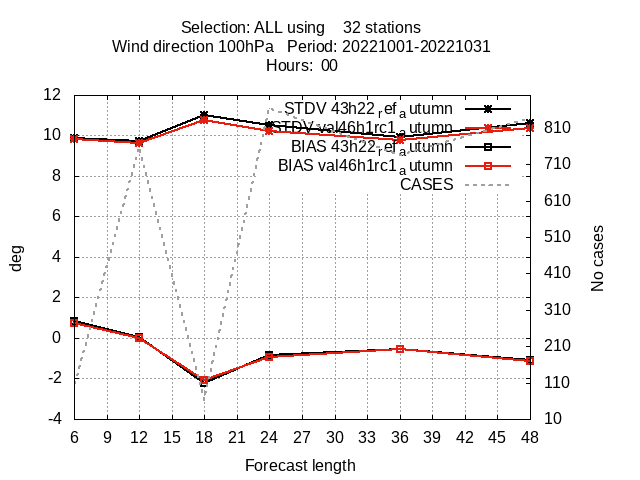 Selection: ALL using    32 stations
Wind direction 100hPa   Period: 20221001-20221031
Hours:  00
STDV 43h22_ref_autumn
STDV val46h1rc1_autumn
BIAS 43h22_ref_autumn
BIAS val46h1rc1_autumn
CASES
12
10
8
6
4
2
0
-2
-4
deg
810
710
610
510
410
310
210
110
10
No cases
6 9 12 15 18 21 24 27 30 33 36 39 42 45 48
Forecast length